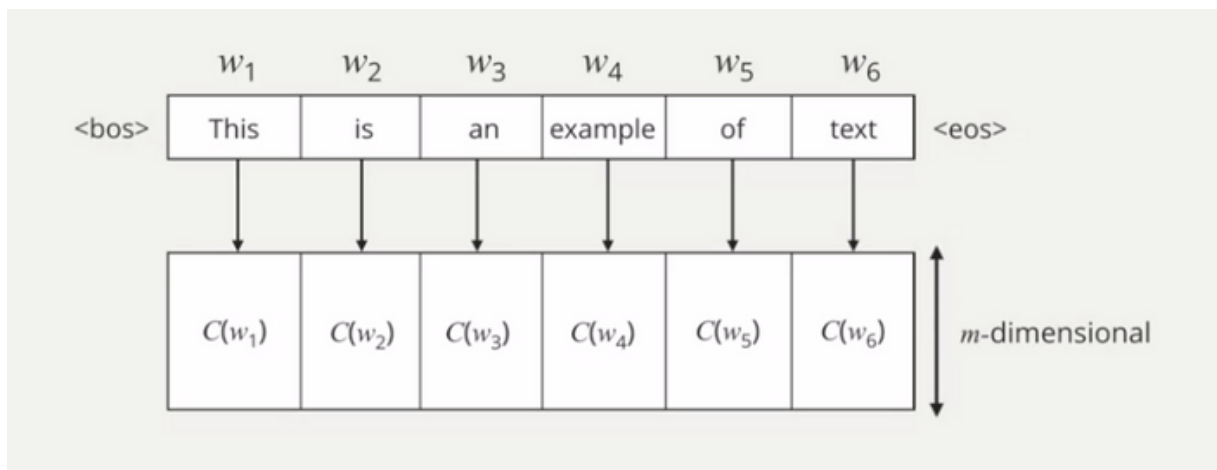 w₁ w₂ w₃ w₄ w₅ w₆
<bos> This is an example of text <eos>
C(w₁) C(w₂) C(w₃) C(w₄) C(w₅) C(w₆) m-dimensional